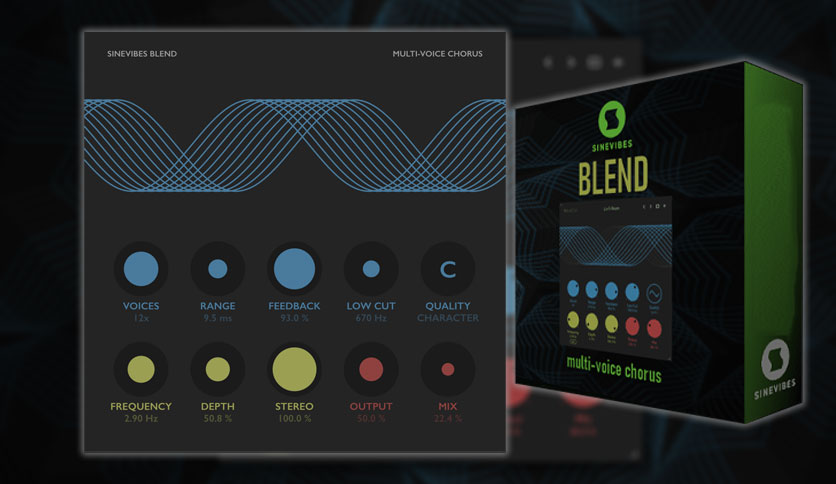 SINEVIBES BLEND
MULTI-VOICE CHORUS
C
VOICES
12x
RANGE
9.5 ms
FEEDBACK
93.0 %
LOW CUT
670 Hz
QUALITY
CHARACTER
FREQUENCY
2.90 Hz
DEPTH
50.8 %
STEREO
100.0 %
OUTPUT
50.0 %
MIX
22.4 %
SINEVIBES
BLEND
multi-voice chorus
SINEVIBES